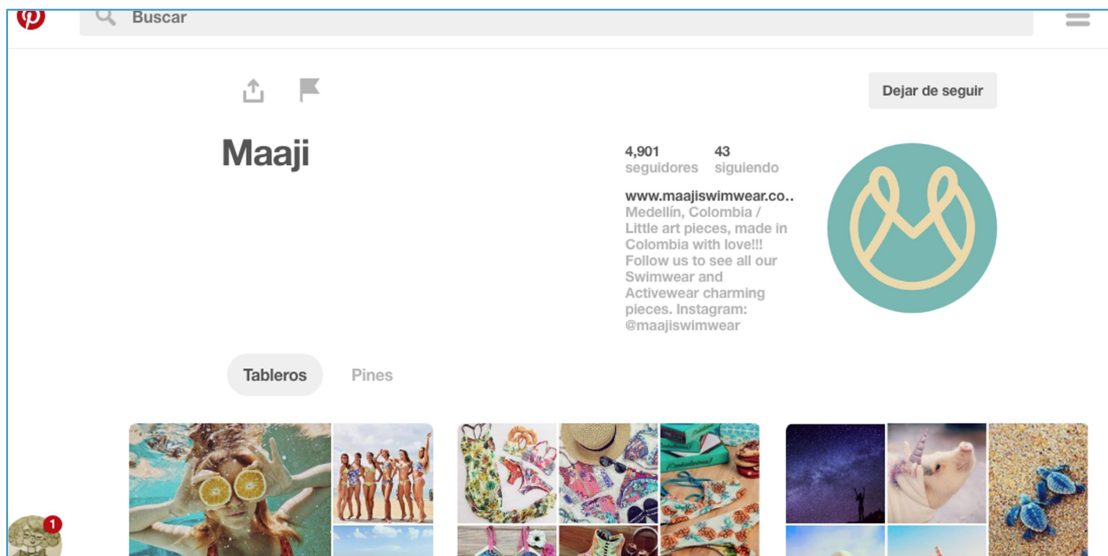 Buscar
Dejar de seguir
Maaji
4,901 43
seguidores siguiendo
www.maajiswimwear.co..
Medellín, Colombia /
Little art pieces, made in
Colombia with love!!!
Follow us to see all our
Swimwear and
Activewear charming
pieces. Instagram:
@maajiswimwear
Tableros Pines
1